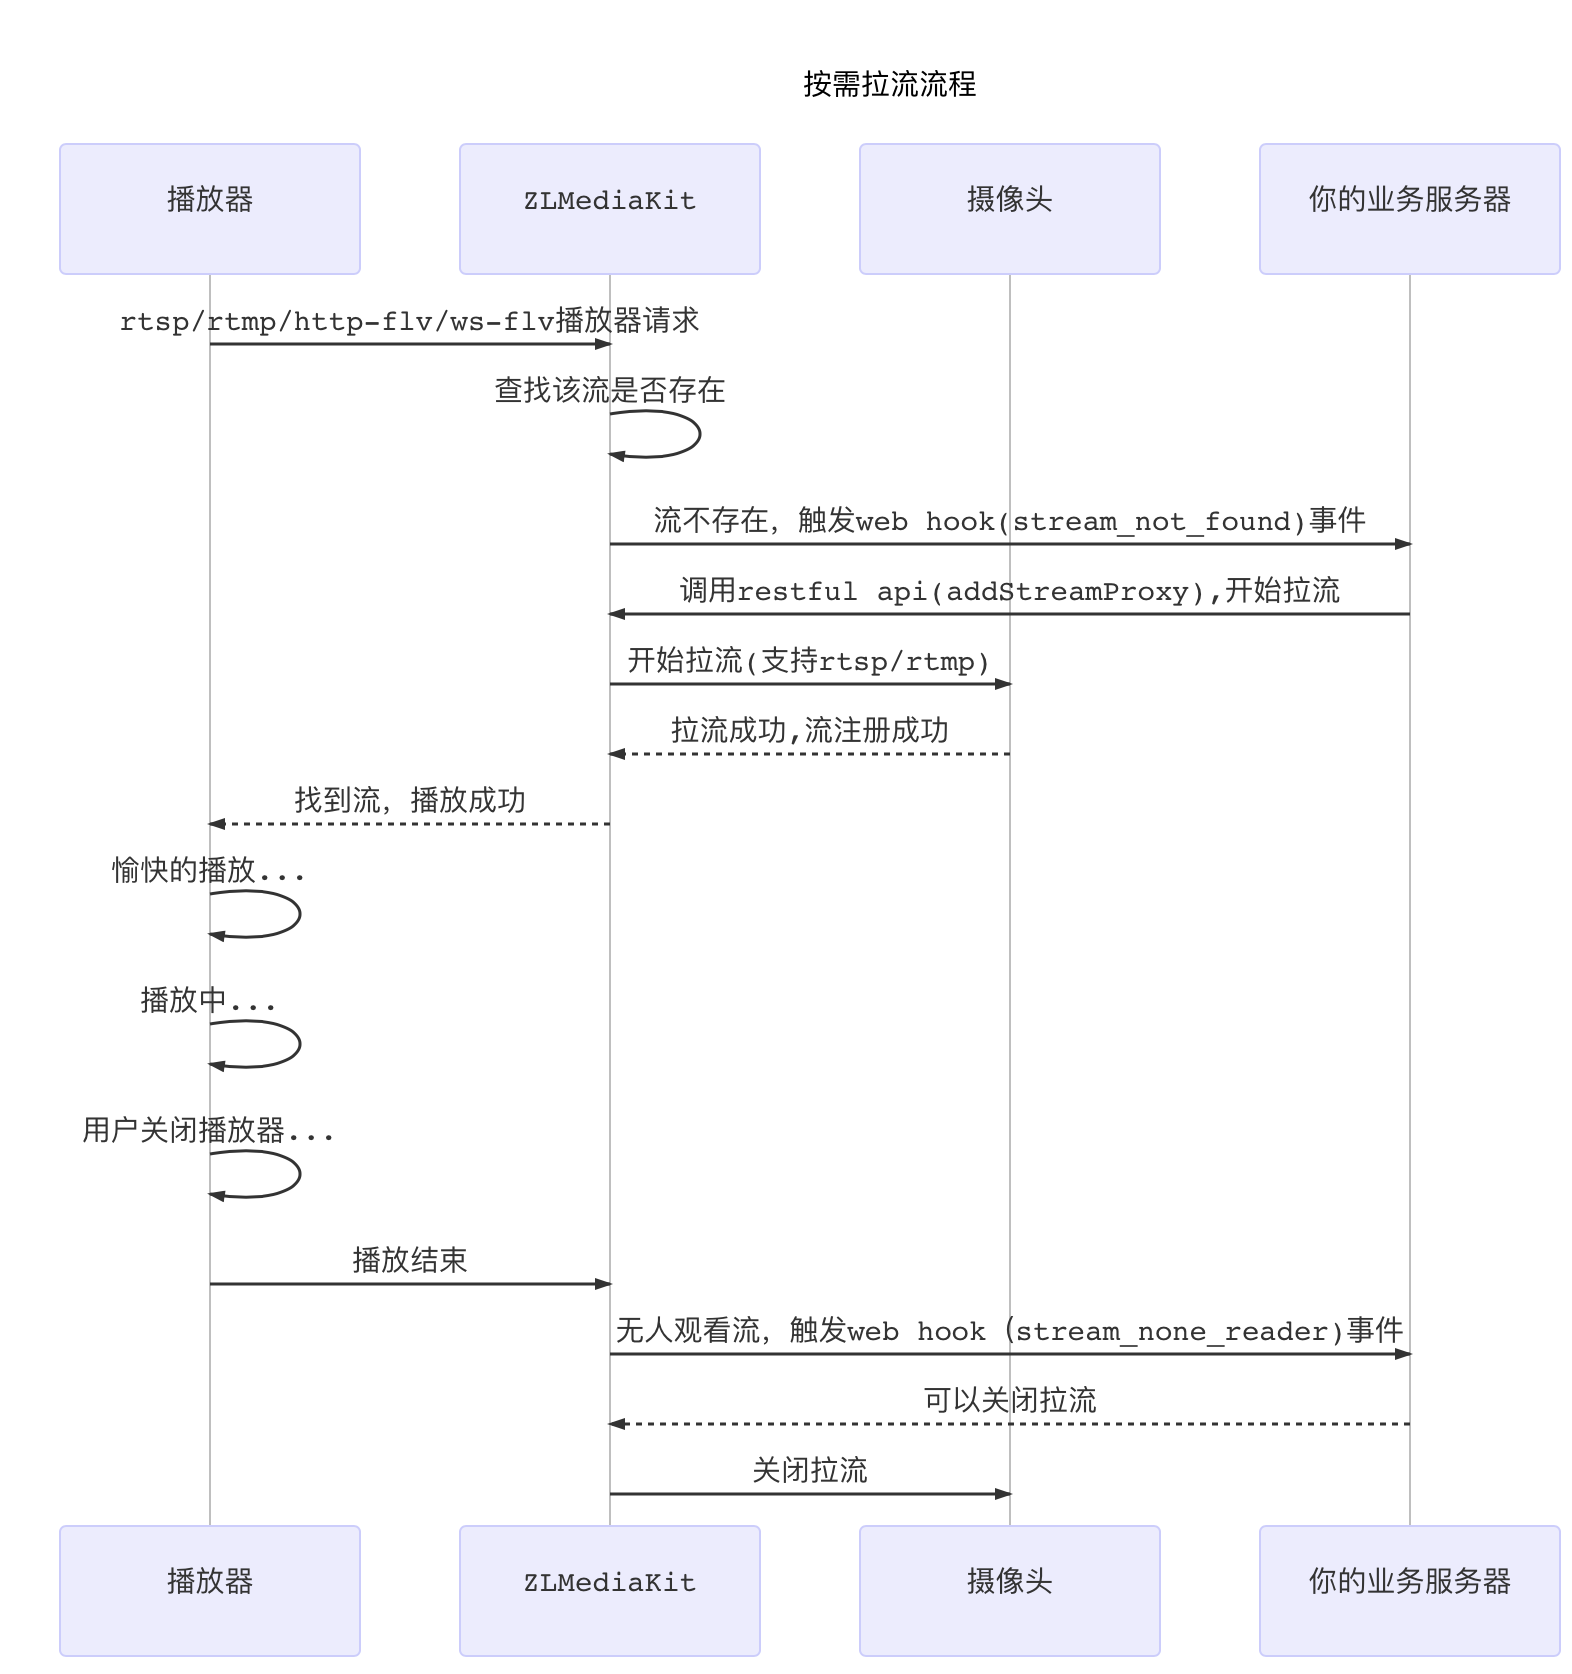 按需拉流流程
播放器
ZLMediaKit
摄像头
你的业务服务器
rtsp/rtmp/http-flv/ws-flv播放器请求
查找该流是否存在
流不存在，触发web hook(stream_not_found)事件
调用restful api(addStreamProxy),开始拉流
开始拉流(支持rtsp/rtmp)
拉流成功,流注册成功
找到流，播放成功
愉快的播放...
播放中...
用户关闭播放器...
播放结束
无人观看流，触发web hook（stream_none_reader)事件
可以关闭拉流
关闭拉流
播放器
ZLMediaKit
摄像头
你的业务服务器